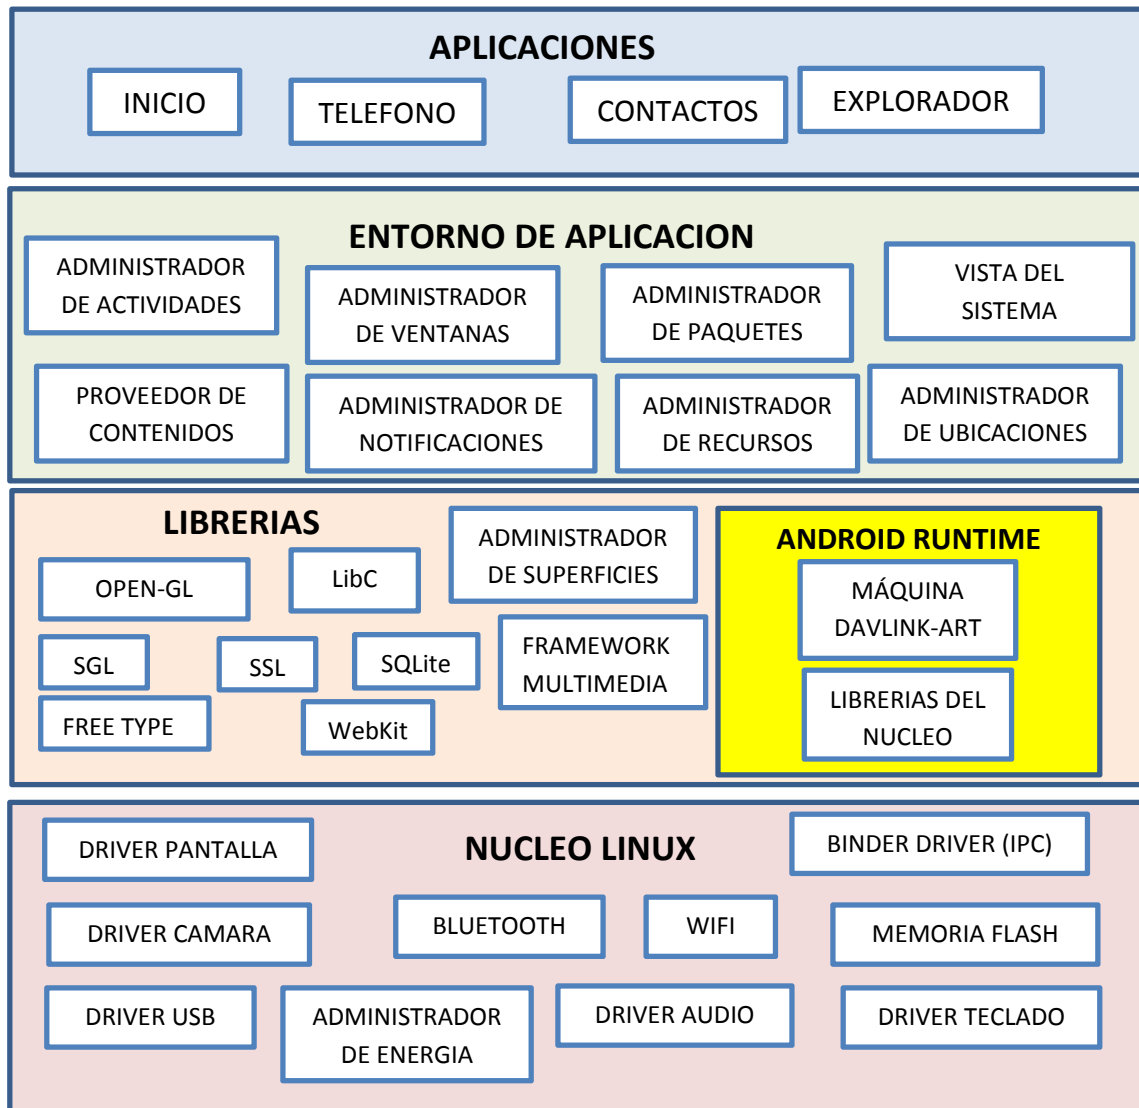 APLICACIONES
INICIO
TELEFONO
CONTACTOS
EXPLORADOR
ENTORNO DE APLICACION
ADMINISTRADOR
DE ACTIVIDADES
ADMINISTRADOR
DE VENTANAS
ADMINISTRADOR
DE PAQUETES
VISTA DEL
SISTEMA
PROVEEDOR DE
CONTENIDOS
ADMINISTRADOR DE
NOTIFICACIONES
ADMINISTRADOR
DE RECURSOS
ADMINISTRADOR
DE UBICACIONES
LIBRERIAS
OPEN-GL
LibC
ADMINISTRADOR
DE SUPERFICIES
SGL
SSL
SQLite
FRAMEWORK
MULTIMEDIA
FREE TYPE
WebKit
ANDROID RUNTIME
MÁQUINA
DAVLINK-ART
LIBRERIAS DEL
NUCLEO
NUCLEO LINUX
DRIVER PANTALLA
BINDER DRIVER (IPC)
DRIVER CAMARA
BLUETOOTH
WIFI
MEMORIA FLASH
DRIVER USB
ADMINISTRADOR
DE ENERGIA
DRIVER AUDIO
DRIVER TECLADO